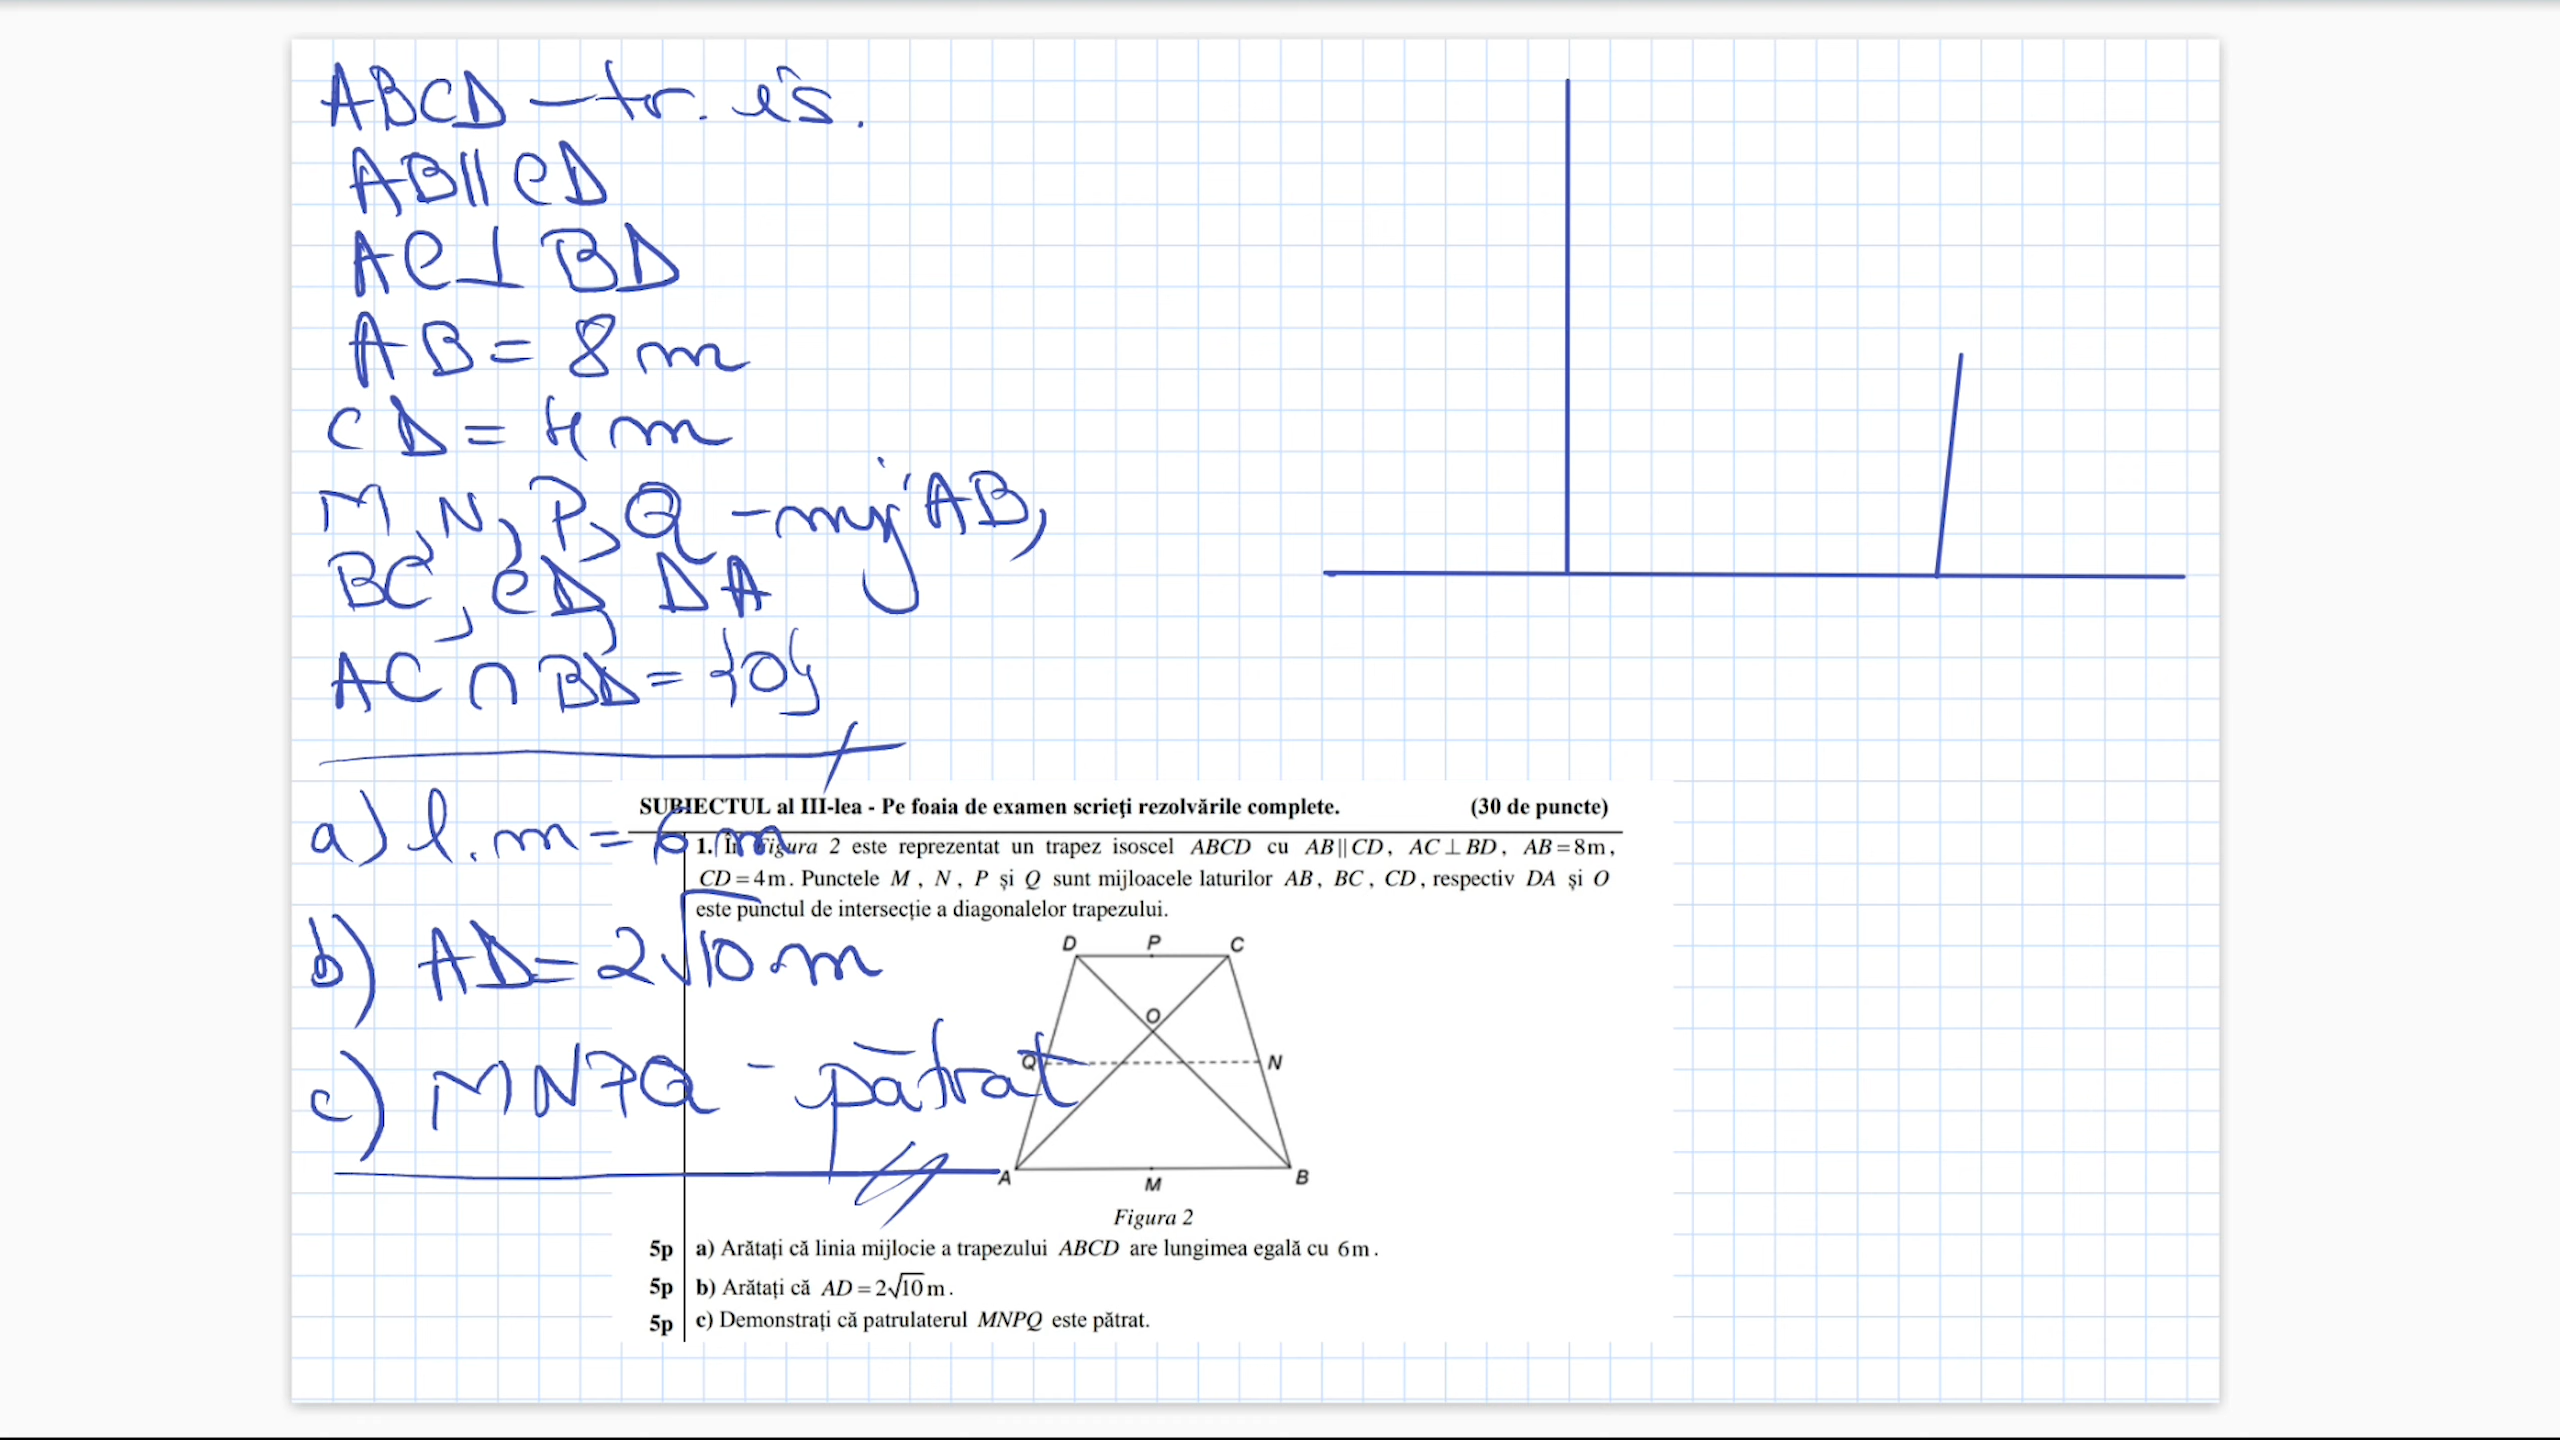 ABCD – tr. is.
AB || CD
AC ⊥ BD
AB = 8 m
CD = 4 m
M, N, P, Q – mij AB,
BC, CD, DA
AC ∩ BD = {O}
a) l. m = 6 m
b) AD = 2√10 m
c) MNPQ – pătrat
SUBIECTUL al III-lea - Pe foaia de examen scrieţi rezolvările complete. (30 de puncte)
1. În Figura 2 este reprezentat un trapez isoscel ABCD cu AB || CD, AC ⊥ BD, AB = 8m,
CD = 4m. Punctele M, N, P și Q sunt mijloacele laturilor AB, BC, CD, respectiv DA și O
este punctul de intersecție a diagonalelor trapezului.
D P C
O
Q N
A M B
Figura 2
5p a) Arătați că linia mijlocie a trapezului ABCD are lungimea egală cu 6m.
5p b) Arătați că AD = 2√10 m.
5p c) Demonstrați că patrulaterul MNPQ este pătrat.